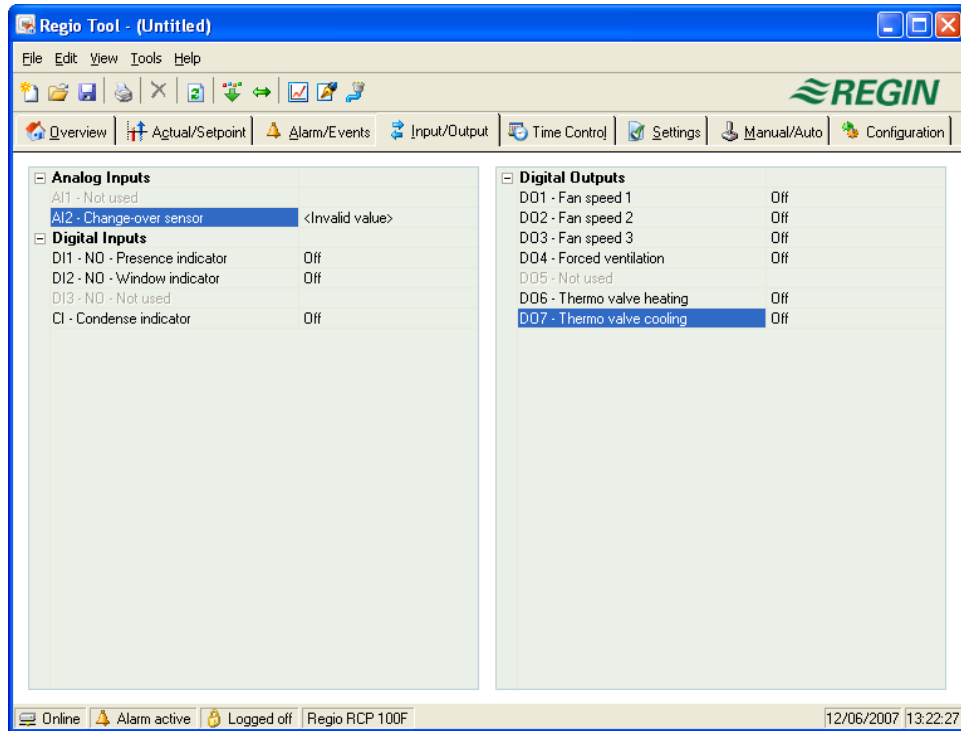 Regio Tool - (Untitled)
File Edit View Tools Help
REGIN
Overview Actual/Setpoint Alarm/Events Input/Output Time Control Settings Manual/Auto Configuration
Analog Inputs
AI1 - Not used
AI2 - Change-over sensor <Invalid value>
Digital Inputs
DI1 - NO - Presence indicator Off
DI2 - NO - Window indicator Off
DI3 - NO - Not used
CI - Condense indicator Off
Digital Outputs
DO1 - Fan speed 1 Off
DO2 - Fan speed 2 Off
DO3 - Fan speed 3 Off
DO4 - Forced ventilation Off
DO5 - Not used
DO6 - Thermo valve heating Off
DO7 - Thermo valve cooling Off
Online Alarm active Logged off Regio RCP 100F 12/06/2007 13:22:27